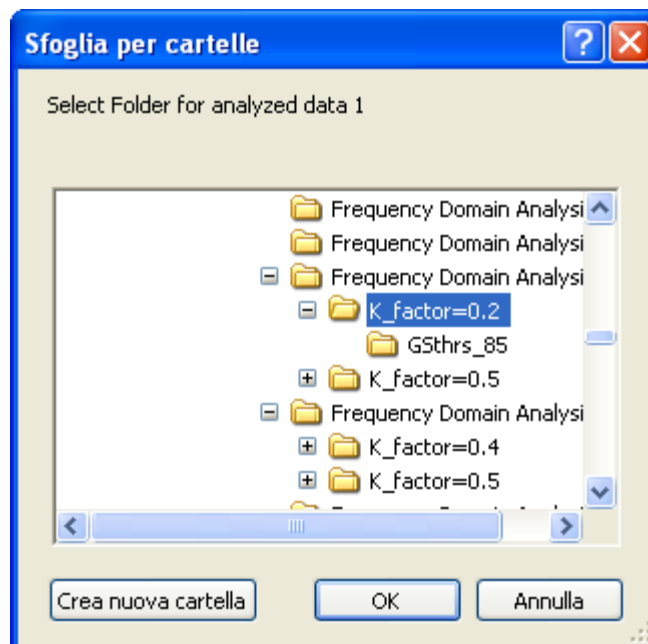 Sfoglia per cartelle
Select Folder for analyzed data 1
Frequency Domain Analysi
Frequency Domain Analysi
Frequency Domain Analysi
K_factor=0.2
GSthrs_85
K_factor=0.5
Frequency Domain Analysi
K_factor=0.4
K_factor=0.5
Crea nuova cartella OK Annulla